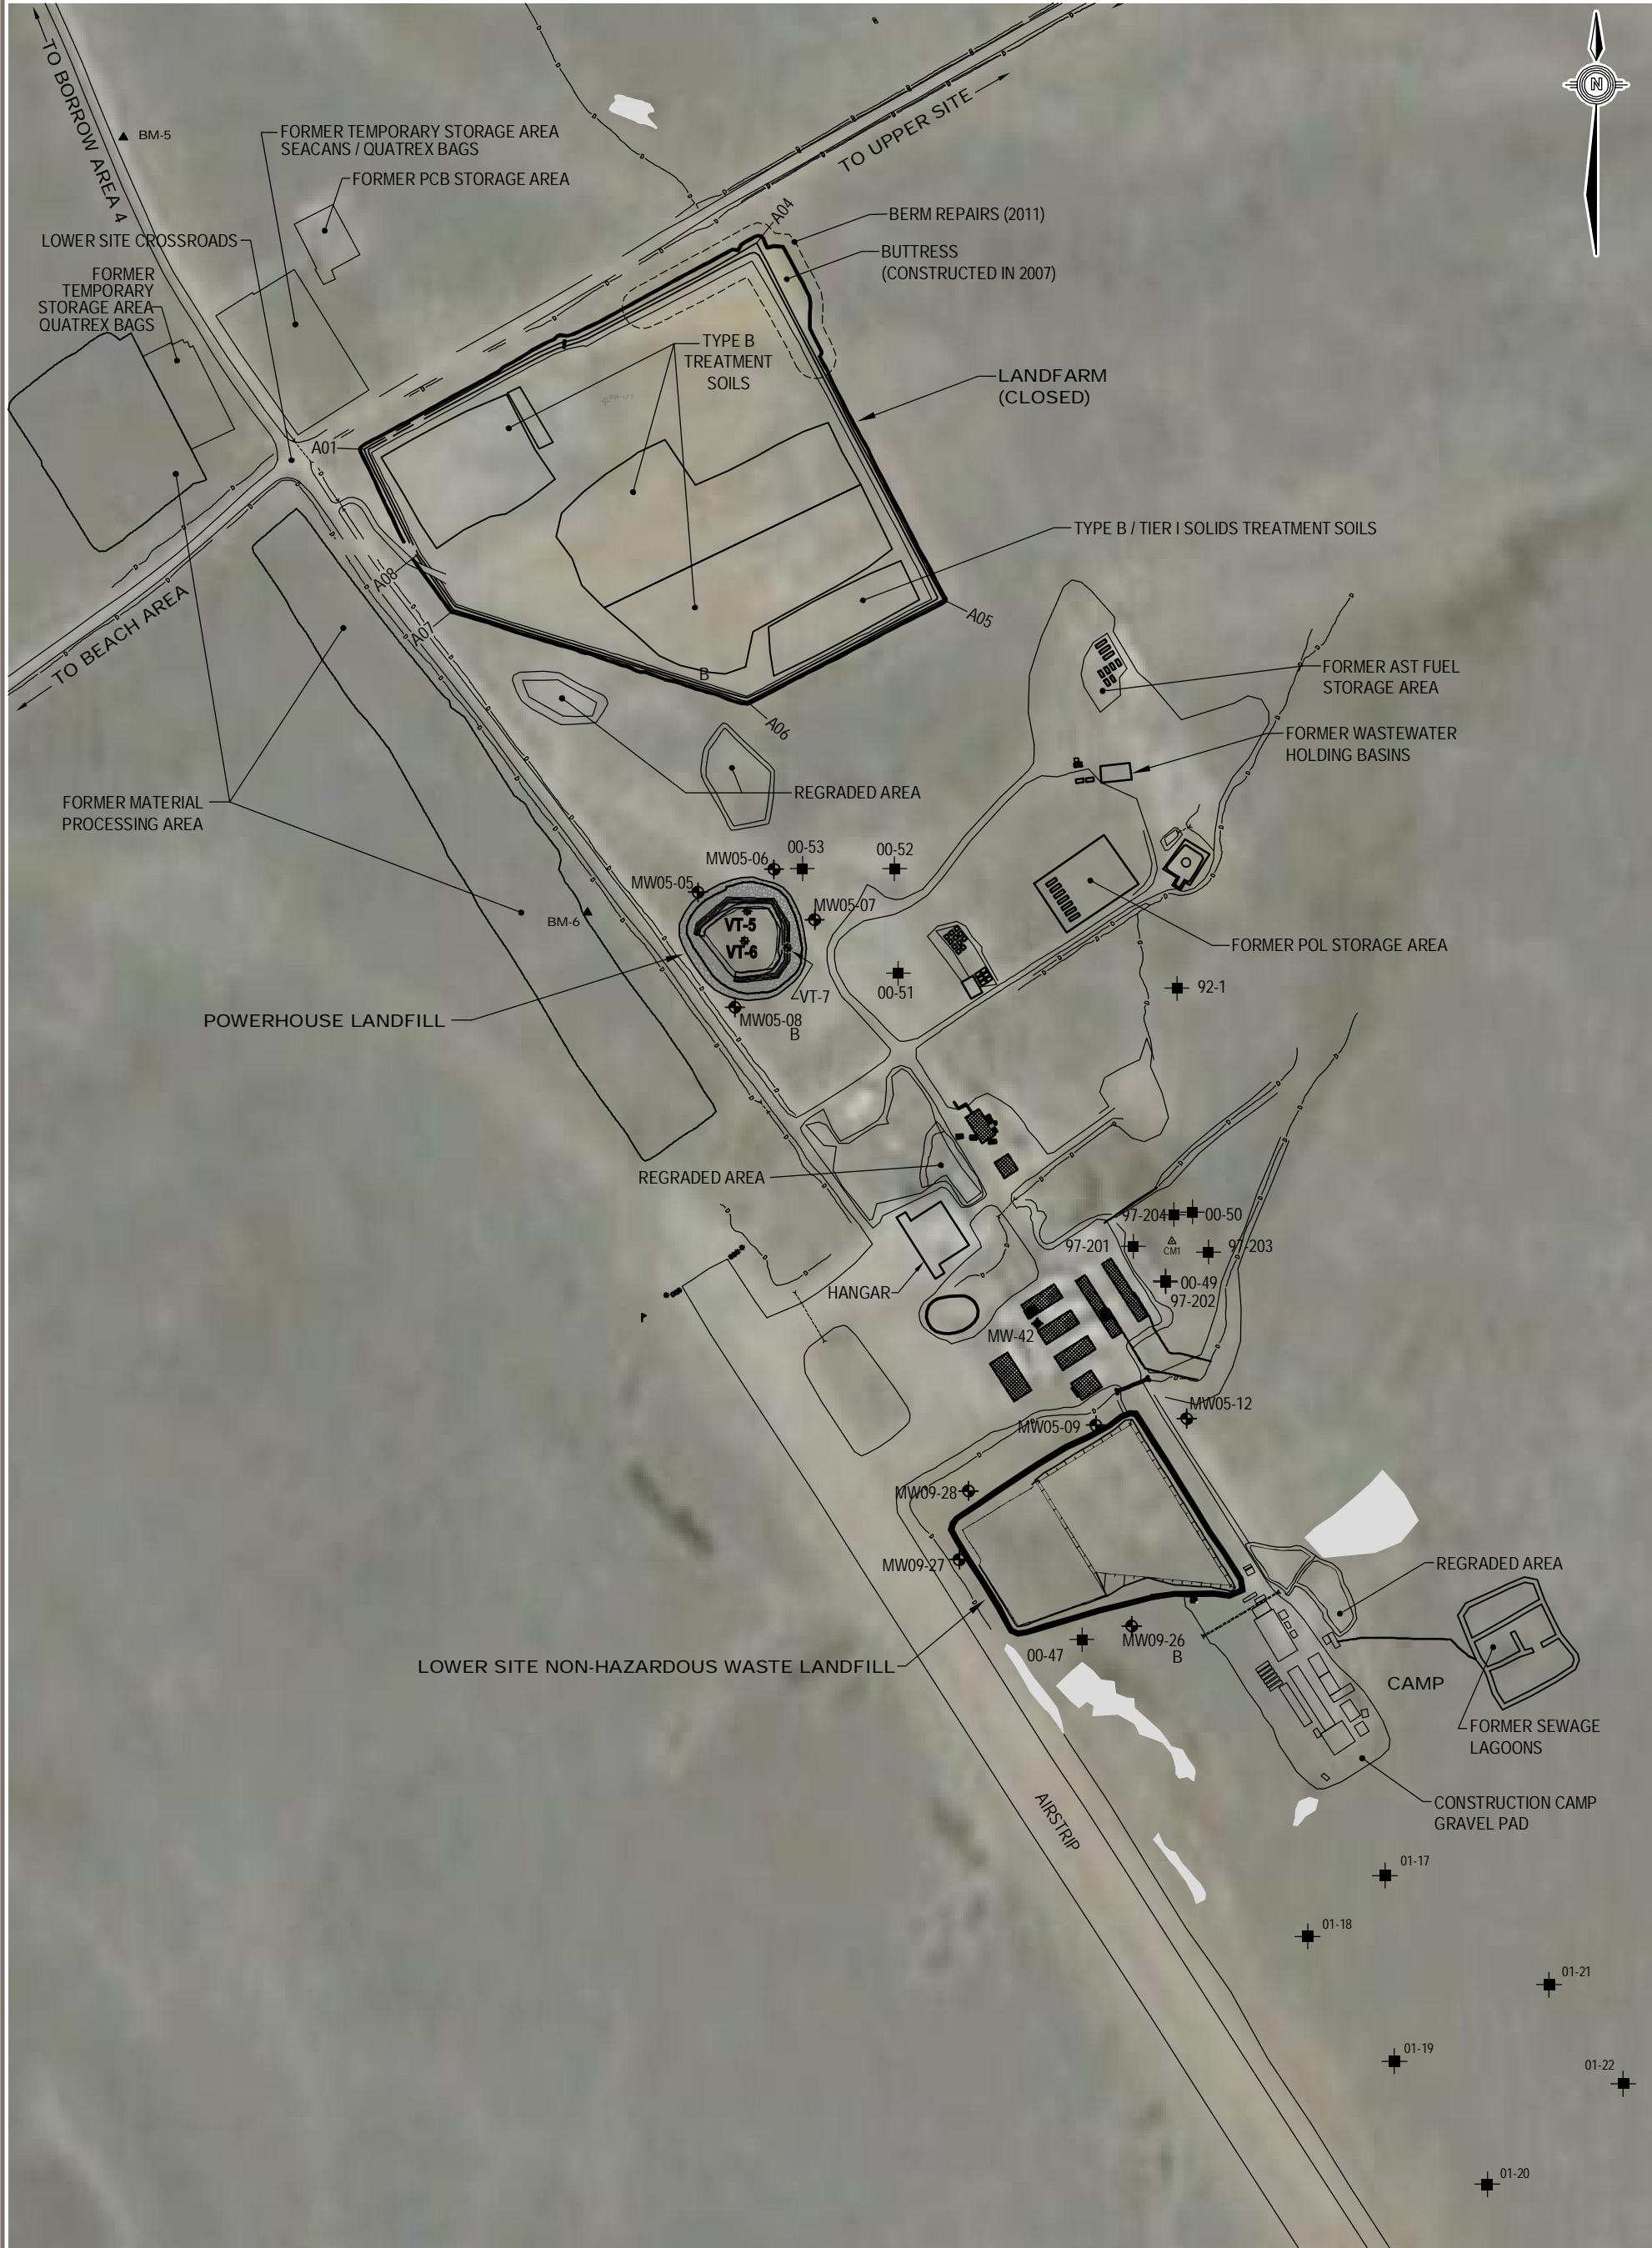 N
TO BORROW AREA 4
BM-5
FORMER TEMPORARY STORAGE AREA
SEACANS / QUATREX BAGS
FORMER PCB STORAGE AREA
TO UPPER SITE
LOWER SITE CROSSROADS
FORMER
TEMPORARY
STORAGE AREA
QUATREX BAGS
A04
BERM REPAIRS (2011)
BUTTRESS
(CONSTRUCTED IN 2007)
TYPE B
TREATMENT
SOILS
LANDFARM
(CLOSED)
A01
TYPE B / TIER I SOLIDS TREATMENT SOILS
A08
TO BEACH AREA
A07
A05
B
A06
FORMER AST FUEL
STORAGE AREA
FORMER WASTEWATER
HOLDING BASINS
REGRADED AREA
FORMER MATERIAL
PROCESSING AREA
MW05-06
00-53
00-52
MW05-05
MW05-07
BM-6
VT-5
VT-6
FORMER POL STORAGE AREA
00-51
VT-7
92-1
POWERHOUSE LANDFILL
MW05-08
B
REGRADED AREA
97-204
00-50
97-201
CM1
97-203
00-49
97-202
HANGAR
MW-42
MW05-12
MW05-09
MW09-28
MW09-27
REGRADED AREA
00-47
MW09-26
B
LOWER SITE NON-HAZARDOUS WASTE LANDFILL
CAMP
FORMER SEWAGE
LAGOONS
AIRSTRIP
CONSTRUCTION CAMP
GRAVEL PAD
01-17
01-18
01-21
01-19
01-22
01-20